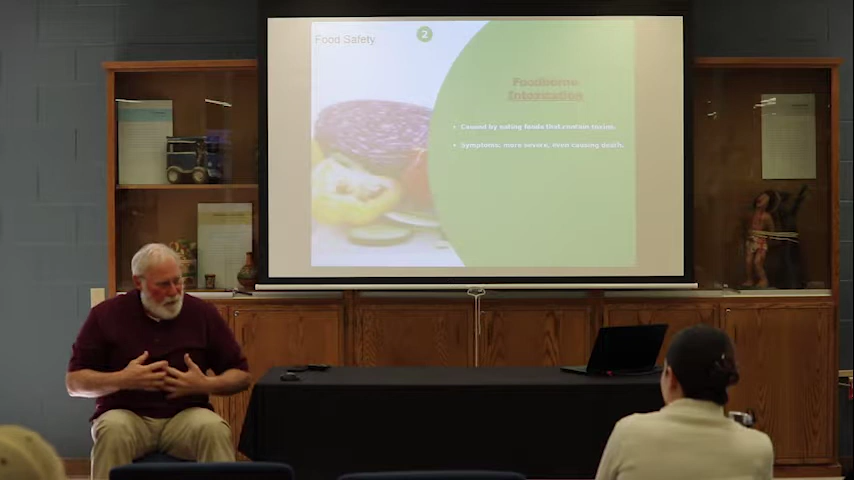 Food Safety
2
Foodborne
Intoxication
• Caused by eating foods that contain toxins.
• Symptoms: more severe, even causing death.